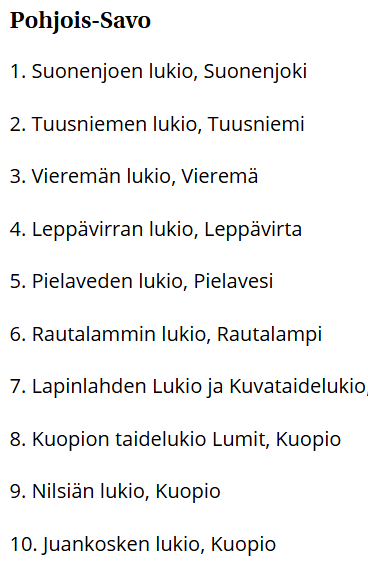 Pohjois-Savo
1. Suonenjoen lukio, Suonenjoki
2. Tuusniemen lukio, Tuusniemi
3. Vieremän lukio, Vieremä
4. Leppävirran lukio, Leppävirta
5. Pielaveden lukio, Pielavesi
6. Rautalammin lukio, Rautalampi
7. Lapinlahden Lukio ja Kuvataidelukio,
8. Kuopion taidelukio Lumit, Kuopio
9. Nilsiän lukio, Kuopio
10. Juankosken lukio, Kuopio